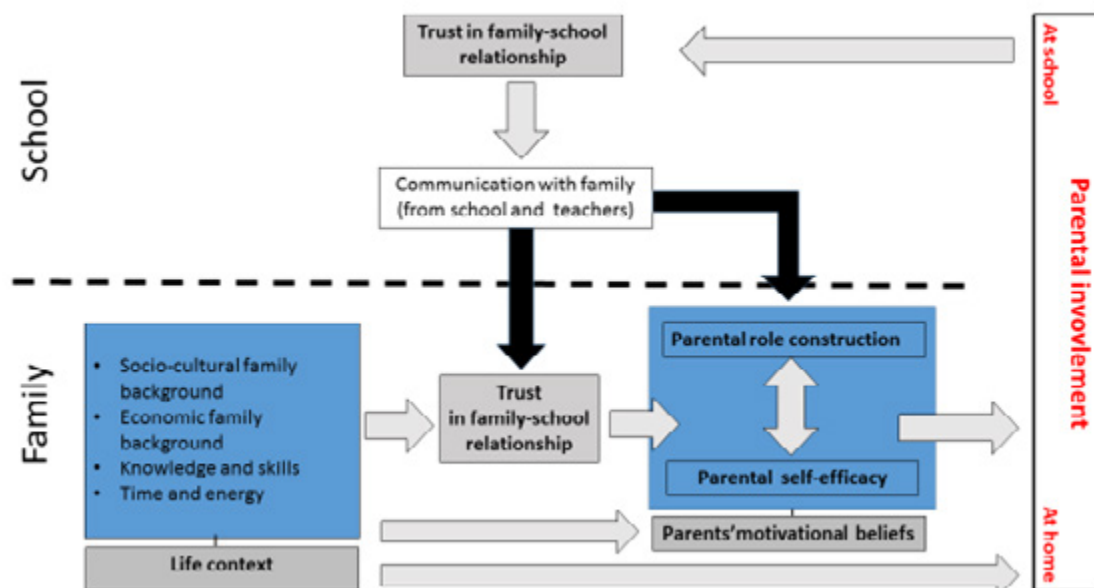 School
Trust in family-school
relationship
Communication with family
(from school and teachers)
At school
Parental invovlement
At home
Family
• Socio-cultural family
background
• Economic family
background
• Knowledge and skills
• Time and energy
Life context
Trust
in family-school
relationship
Parental role construction
Parental self-efficacy
Parents'motivational beliefs